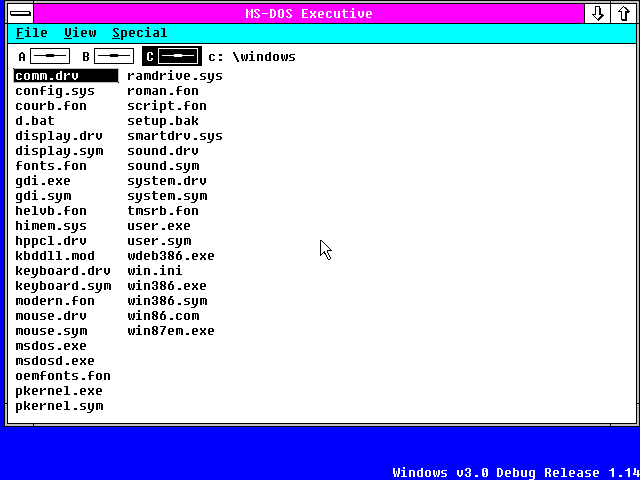 MS-DOS Executive
File View Special
A B C c: \windows
comm.drv ramdrive.sys
config.sys roman.fon
courb.fon script.fon
d.bat setup.bak
display.drv smartdrv.sys
display.sym sound.drv
fonts.fon sound.sym
gdi.exe system.drv
gdi.sym system.sym
helvb.fon tmsrb.fon
himem.sys user.exe
hppcl.drv user.sym
kbddll.mod wdeb386.exe
keyboard.drv win.ini
keyboard.sym win386.exe
modern.fon win386.sym
mouse.drv win86.com
mouse.sym win87em.exe
msdos.exe
msdosd.exe
oemfonts.fon
pkernel.exe
pkernel.sym
Windows v3.0 Debug Release 1.14